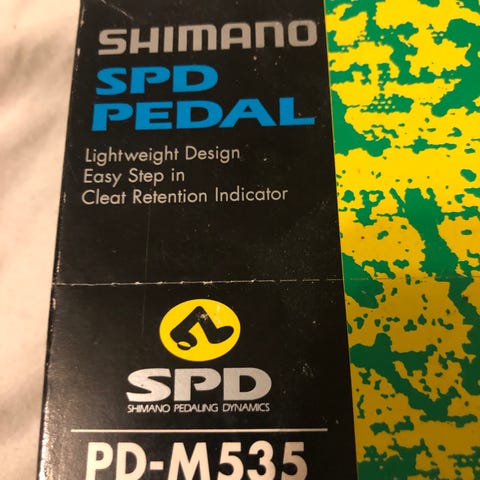 SHIMANO
SPD
PEDAL
Lightweight Design
Easy Step in
Cleat Retention Indicator
SPD
SHIMANO PEDALING DYNAMICS
PD-M535